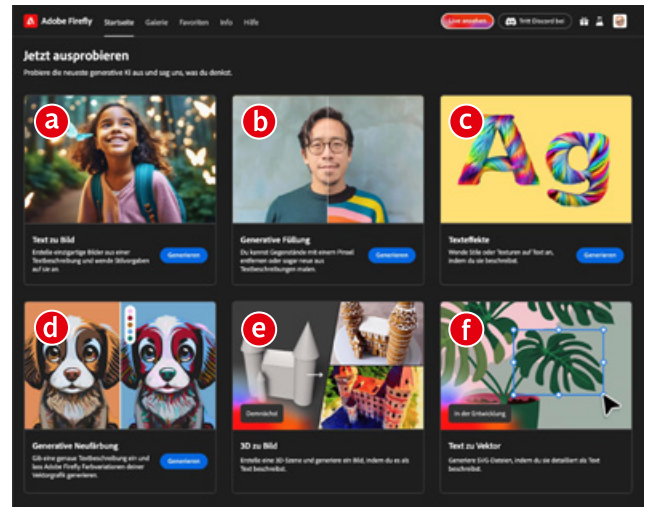 Adobe Firefly Startseite Galerie Favoriten Info Hilfe Live ansehen Tritt Discord bei
Jetzt ausprobieren
Probiere die neueste generative KI aus und sag uns, was du denkst.
a b c
Ag
Text zu Bild
Erstelle einzigartige Bilder aus einer
Textbeschreibung und wende Stilvorgaben
auf sie an.
Generieren
Generative Füllung
Du kannst Gegenstände mit einem Pinsel
entfernen oder sogar neue aus
Textbeschreibungen malen.
Generieren
Texteffekte
Wende Stile oder Texturen auf Text an,
indem du sie beschreibst.
Generieren
d e f
Demnächst
In der Entwicklung
Generative Neufärbung
Gib eine genaue Textbeschreibung ein und
lass Adobe Firefly Farbvariationen deiner
Vektorgrafik generieren.
Generieren
3D zu Bild
Erstelle eine 3D-Szene und generiere ein Bild, indem du es als
Text beschreibst.
Text zu Vektor
Generiere SVG-Dateien, indem du sie detailliert als Text
beschreibst.